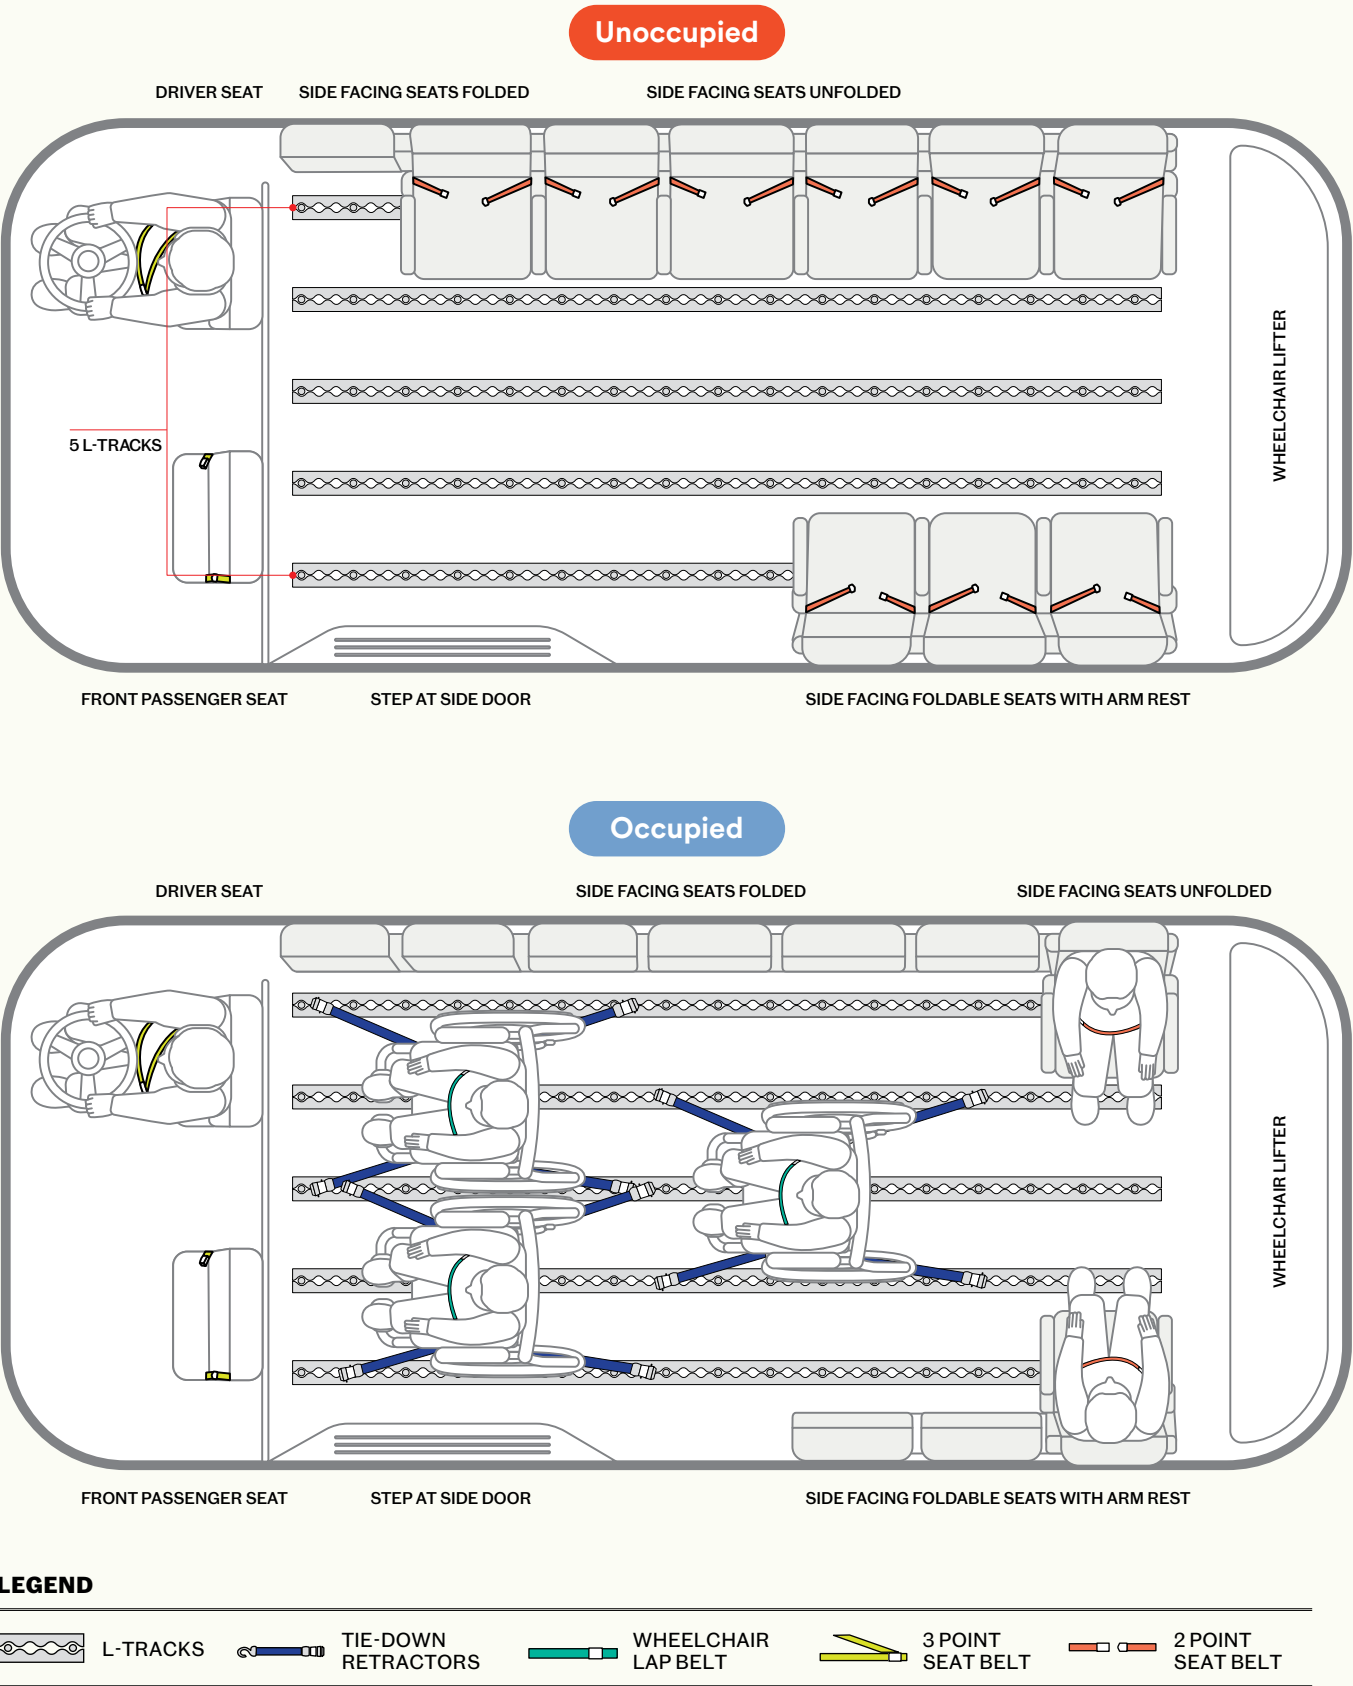 Unoccupied
DRIVER SEAT
SIDE FACING SEATS FOLDED
SIDE FACING SEATS UNFOLDED
5 L-TRACKS
WHEELCHAIR LIFTER
FRONT PASSENGER SEAT
STEP AT SIDE DOOR
SIDE FACING FOLDABLE SEATS WITH ARM REST
Occupied
DRIVER SEAT
SIDE FACING SEATS FOLDED
SIDE FACING SEATS UNFOLDED
WHEELCHAIR LIFTER
FRONT PASSENGER SEAT
STEP AT SIDE DOOR
SIDE FACING FOLDABLE SEATS WITH ARM REST
LEGEND
L-TRACKS
TIE-DOWN
RETRACTORS
WHEELCHAIR
LAP BELT
3 POINT
SEAT BELT
2 POINT
SEAT BELT